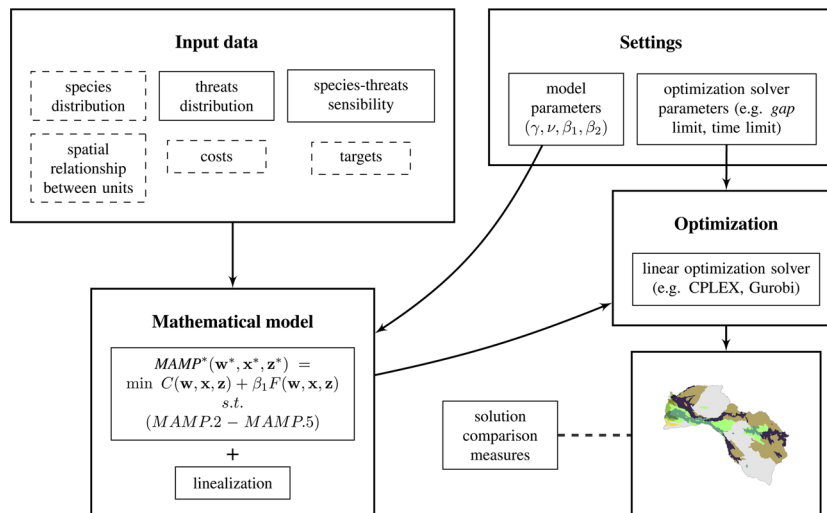 Input data
species
distribution
threats
distribution
species-threats
sensibility
spatial
relationship
between units
costs
targets
Settings
model
parameters
(γ, ν, β₁, β₂)
optimization solver
parameters (e.g. gap
limit, time limit)
Optimization
linear optimization solver
(e.g. CPLEX, Gurobi)
Mathematical model
MAMP*(w*, x*, z*) =
min C(w, x, z) + β₁F(w, x, z)
s.t.
(MAMP.2 − MAMP.5)
+
linealization
solution
comparison
measures